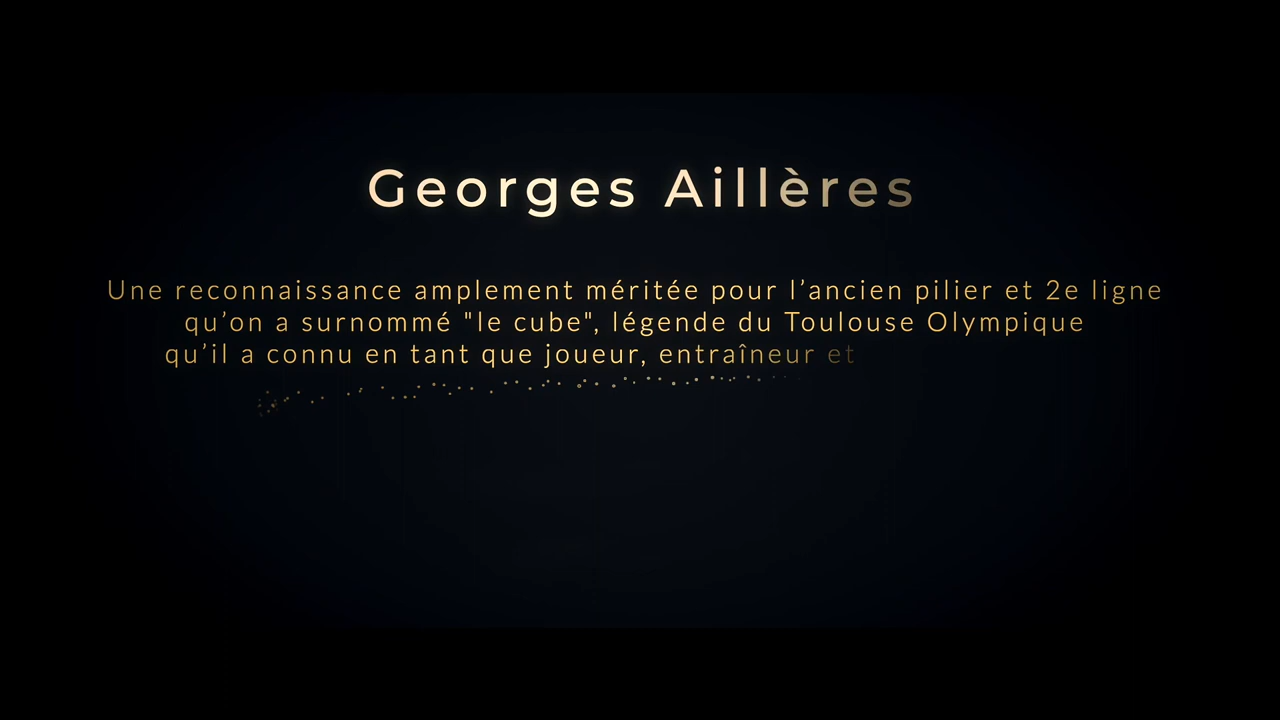 Georges Aillères
Une reconnaissance amplement méritée pour l’ancien pilier et 2e ligne
qu’on a surnommé "le cube", légende du Toulouse Olympique
qu’il a connu en tant que joueur, entraîneur et